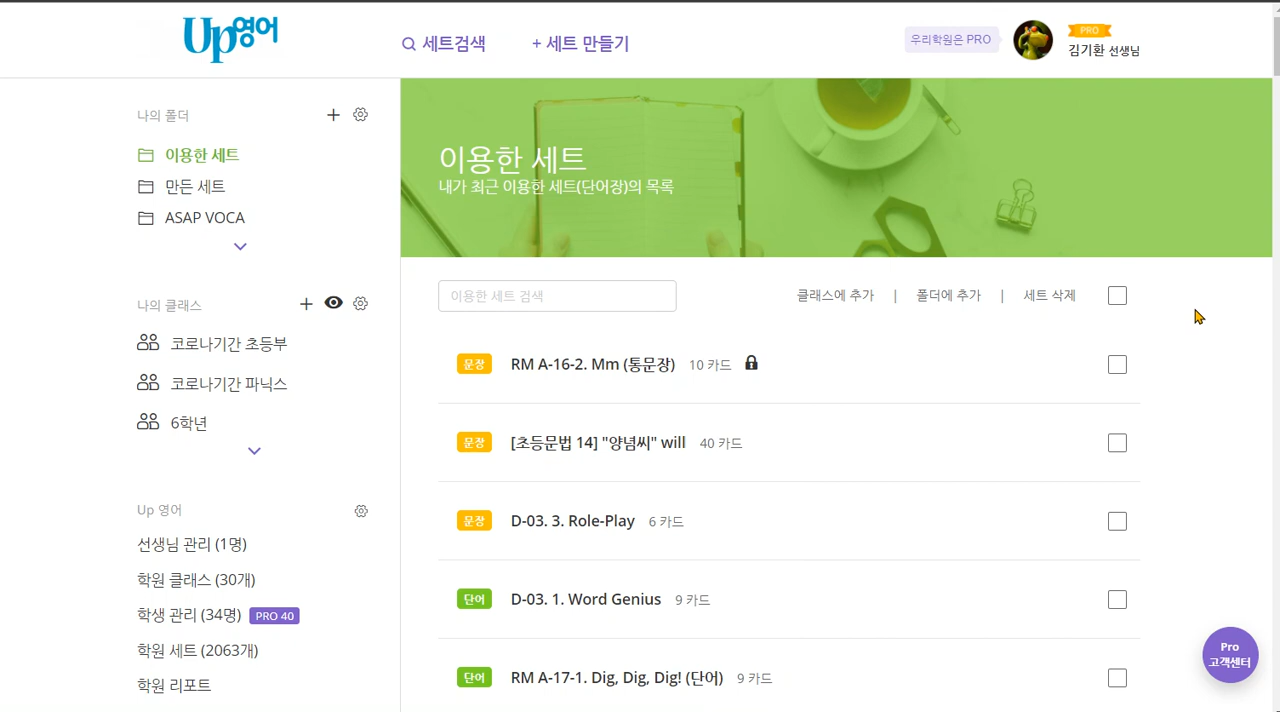 Up영어
세트검색
+ 세트 만들기
우리학원은 PRO
PRO
김기환 선생님
나의 폴더
이용한 세트
만든 세트
ASAP VOCA
나의 클래스
코로나기간 초등부
코로나기간 파닉스
6학년
Up 영어
선생님 관리 (1명)
학원 클래스 (30개)
학생 관리 (34명) PRO 40
학원 세트 (2063개)
학원 리포트
이용한 세트
내가 최근 이용한 세트(단어장)의 목록
이용한 세트 검색
클래스에 추가 | 폴더에 추가 | 세트 삭제
문장 RM A-16-2. Mm (통문장) 10 카드
문장 [초등문법 14] "양념씨" will 40 카드
문장 D-03. 3. Role-Play 6 카드
단어 D-03. 1. Word Genius 9 카드
단어 RM A-17-1. Dig, Dig, Dig! (단어) 9 카드
Pro
고객센터